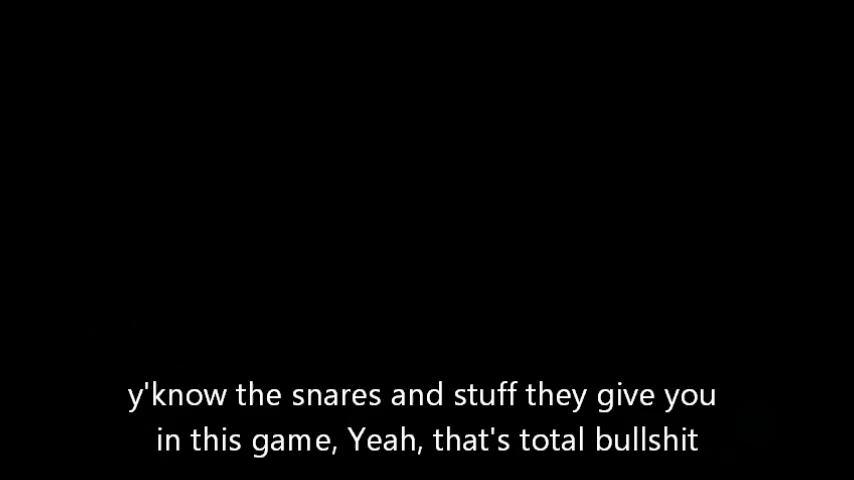 y'know the snares and stuff they give you
in this game, Yeah, that's total bullshit